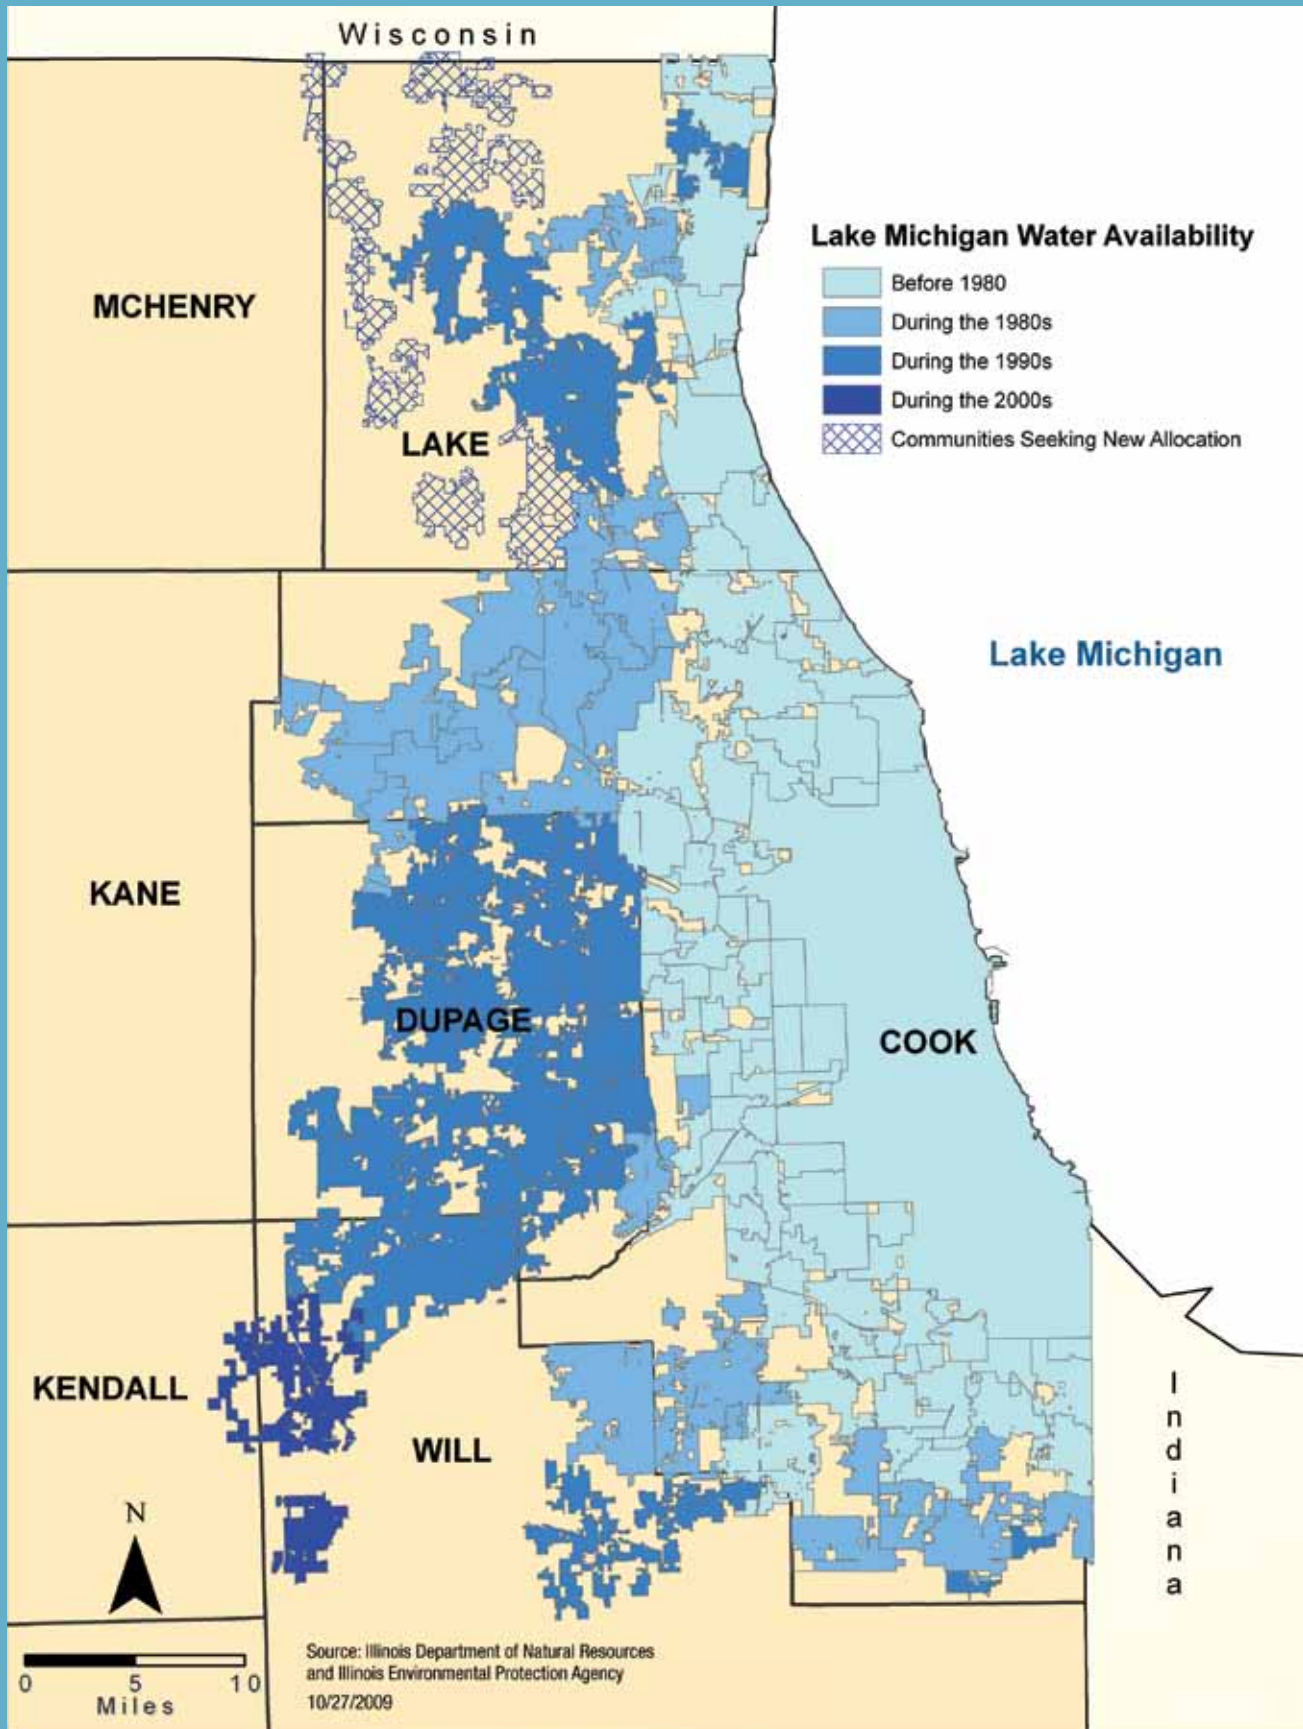 Wisconsin
Lake Michigan Water Availability
Before 1980
During the 1980s
During the 1990s
During the 2000s
Communities Seeking New Allocation
MCHENRY
LAKE
Lake Michigan
KANE
DUPAGE
COOK
KENDALL
WILL
Indiana
N
0 5 10
Miles
Source: Illinois Department of Natural Resources
and Illinois Environmental Protection Agency
10/27/2009